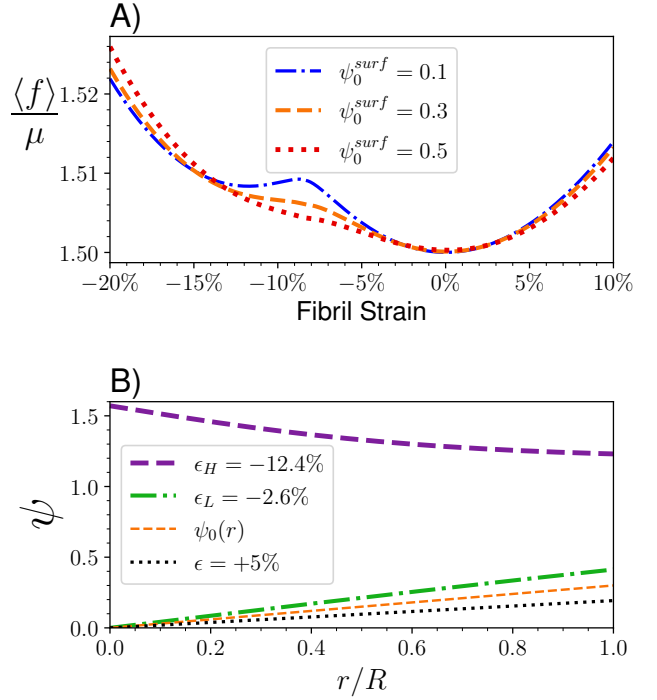 A)
⟨f⟩/μ
1.52
1.51
1.50
ψ₀ˢᵘʳᶠ = 0.1
ψ₀ˢᵘʳᶠ = 0.3
ψ₀ˢᵘʳᶠ = 0.5
−20% −15% −10% −5% 0% 5% 10%
Fibril Strain
B)
ψ
1.5
1.0
0.5
0.0
ϵ_H = −12.4%
ϵ_L = −2.6%
ψ₀(r)
ϵ = +5%
0.0 0.2 0.4 0.6 0.8 1.0
r/R